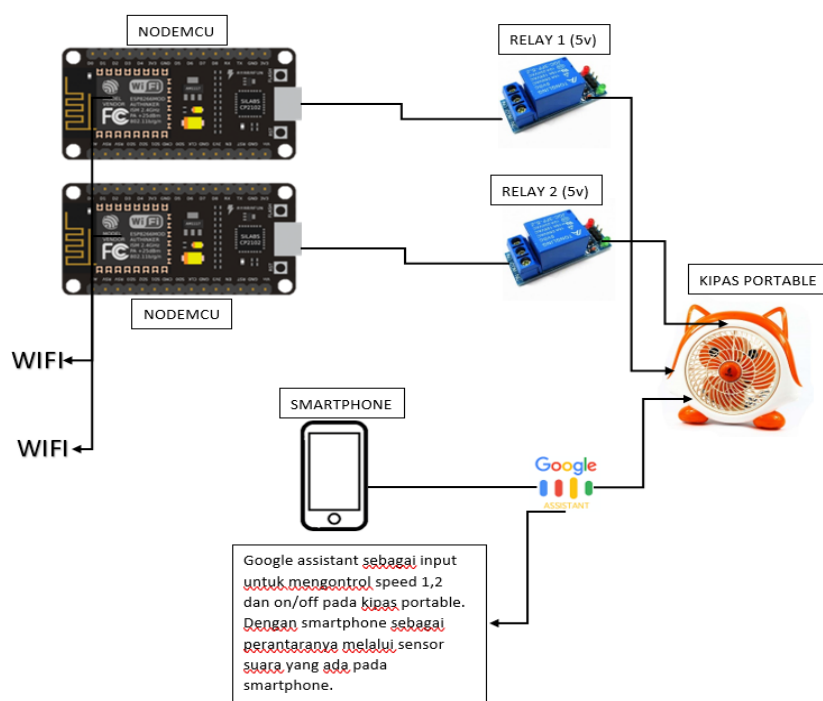 NODEMCU
RELAY 1 (5v)
RELAY 2 (5v)
NODEMCU
KIPAS PORTABLE
WIFI
WIFI
SMARTPHONE
Google
ASSISTANT
Google assistant sebagai input
untuk mengontrol speed 1,2
dan on/off pada kipas portable.
Dengan smartphone sebagai
perantaranya melalui sensor
suara yang ada pada
smartphone.